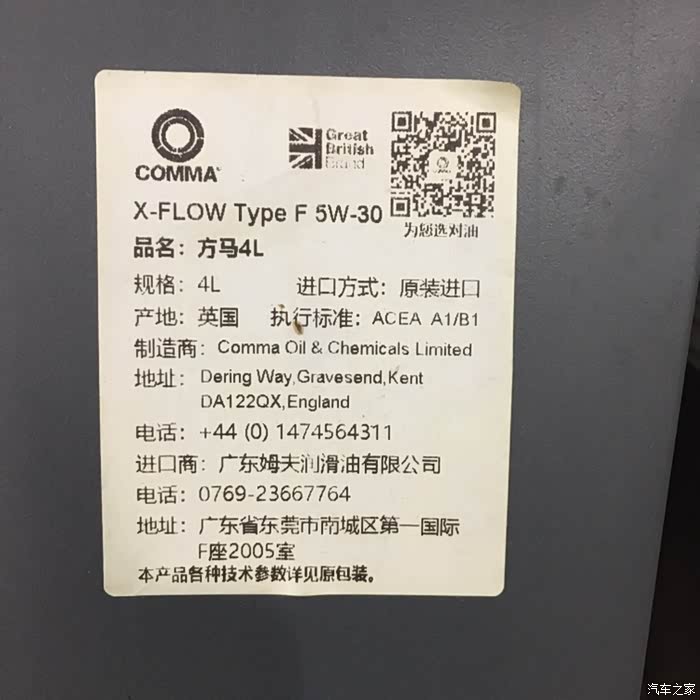 COMMA
Great
British
Brand
X-FLOW Type F 5W-30
为您选对油
品名：方马4L
规格：4L 进口方式：原装进口
产地：英国 执行标准：ACEA A1/B1
制造商：Comma Oil & Chemicals Limited
地址：Dering Way,Gravesend,Kent
DA122QX,England
电话：+44 (0) 1474564311
进口商：广东姆夫润滑油有限公司
电话：0769-23667764
地址：广东省东莞市南城区第一国际
F座2005室
本产品各种技术参数详见原包装。
汽车之家